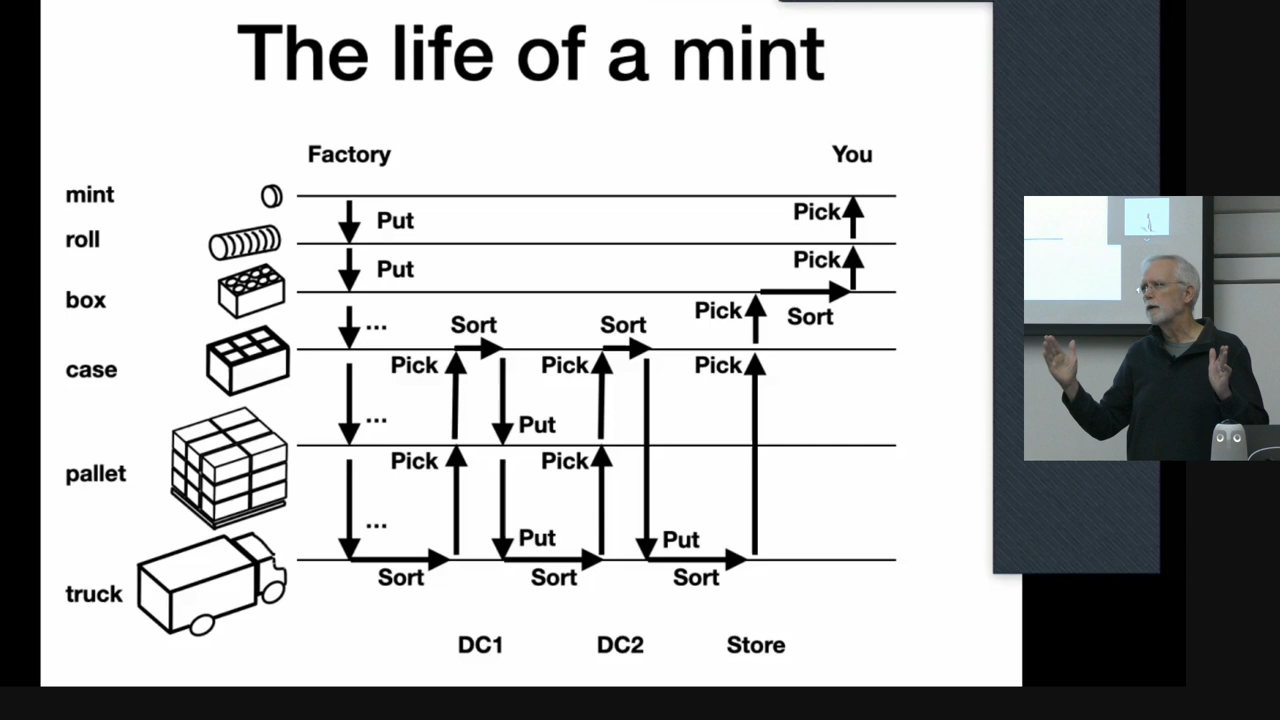 The life of a mint
Factory
You
mint
Pick
Put
roll
Pick
Put
box
Pick
Sort
...
Sort
Sort
case
Pick
Pick
Pick
...
Put
pallet
Pick
Pick
...
Put
Put
truck
Sort
Sort
Sort
DC1
DC2
Store